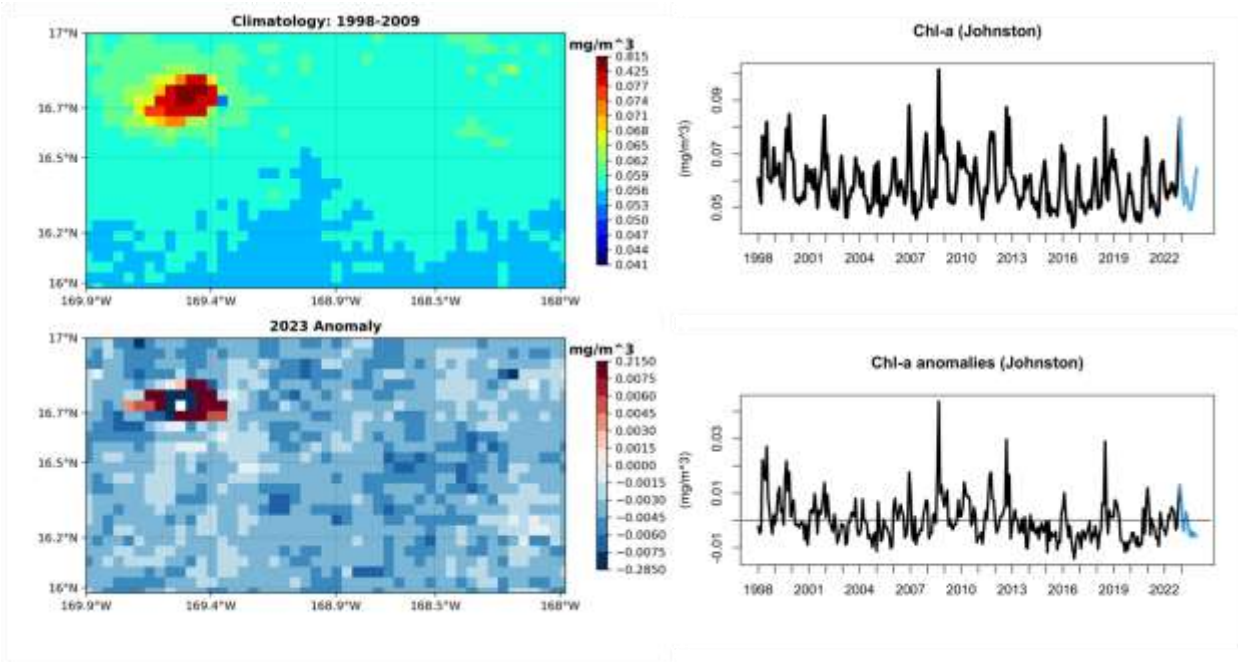 Climatology: 1998-2009
mg/m^3
17°N
16.7°N
16.5°N
16.2°N
16°N
169.9°W 169.4°W 168.9°W 168.5°W 168°W
0.815
0.425
0.077
0.074
0.071
0.068
0.065
0.062
0.059
0.056
0.053
0.050
0.047
0.044
0.041
Chl-a (Johnston)
(mg/m^3)
0.09
0.07
0.05
1998 2001 2004 2007 2010 2013 2016 2019 2022
2023 Anomaly
mg/m^3
17°N
16.7°N
16.5°N
16.2°N
16°N
169.9°W 169.4°W 168.9°W 168.5°W 168°W
0.2150
0.0075
0.0060
0.0045
0.0030
0.0015
0.0000
−0.0015
−0.0030
−0.0045
−0.0060
−0.0075
−0.2850
Chl-a anomalies (Johnston)
(mg/m^3)
0.03
0.01
-0.01
1998 2001 2004 2007 2010 2013 2016 2019 2022